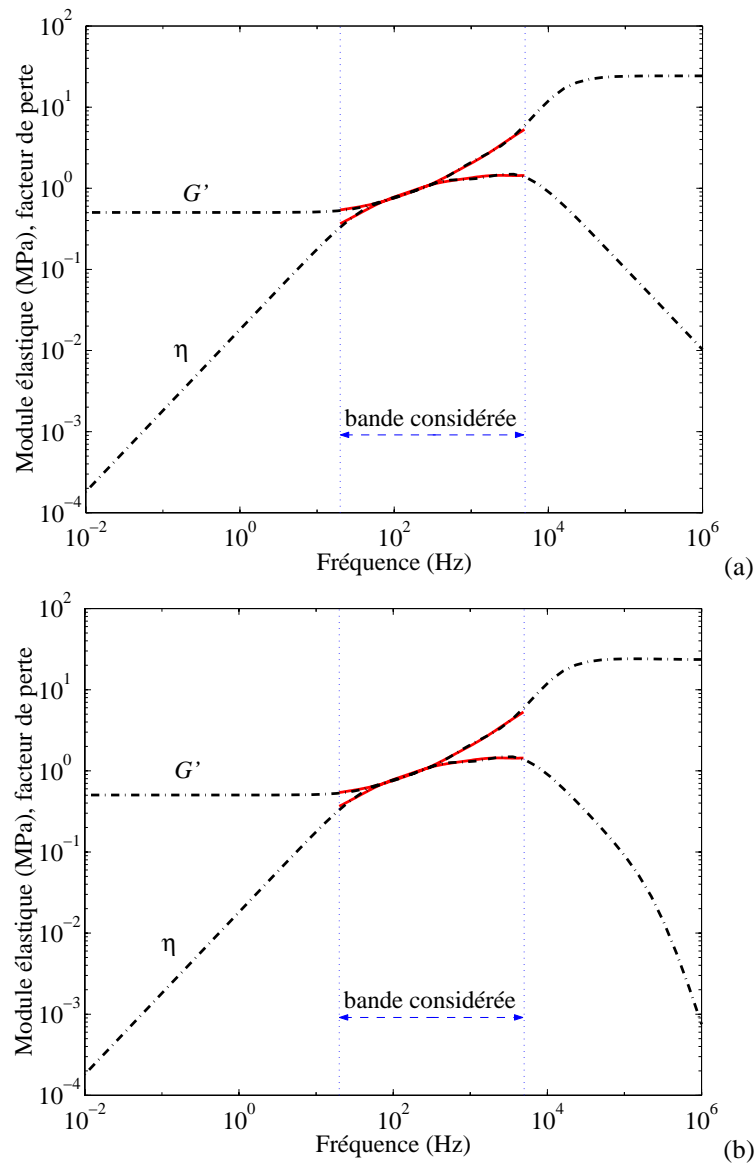 10^2
10^1
10^0
10^-1
10^-2
10^-3
10^-4
Module élastique (MPa), facteur de perte
G'
η
bande considérée
10^-2
10^0
10^2
10^4
10^6
Fréquence (Hz)
(a)
10^2
10^1
10^0
10^-1
10^-2
10^-3
10^-4
Module élastique (MPa), facteur de perte
G'
η
bande considérée
10^-2
10^0
10^2
10^4
10^6
Fréquence (Hz)
(b)